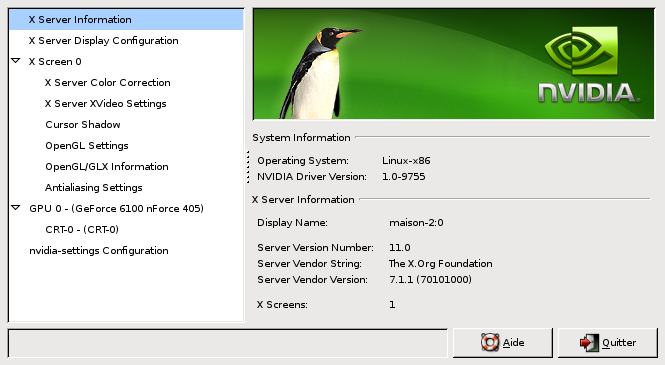 X Server Information
X Server Display Configuration
X Screen 0
X Server Color Correction
X Server XVideo Settings
Cursor Shadow
OpenGL Settings
OpenGL/GLX Information
Antialiasing Settings
GPU 0 - (GeForce 6100 nForce 405)
CRT-0 - (CRT-0)
nvidia-settings Configuration
NVIDIA.
System Information
Operating System: Linux-x86
NVIDIA Driver Version: 1.0-9755
X Server Information
Display Name: maison-2:0
Server Version Number: 11.0
Server Vendor String: The X.Org Foundation
Server Vendor Version: 7.1.1 (70101000)
X Screens: 1
Aide
Quitter